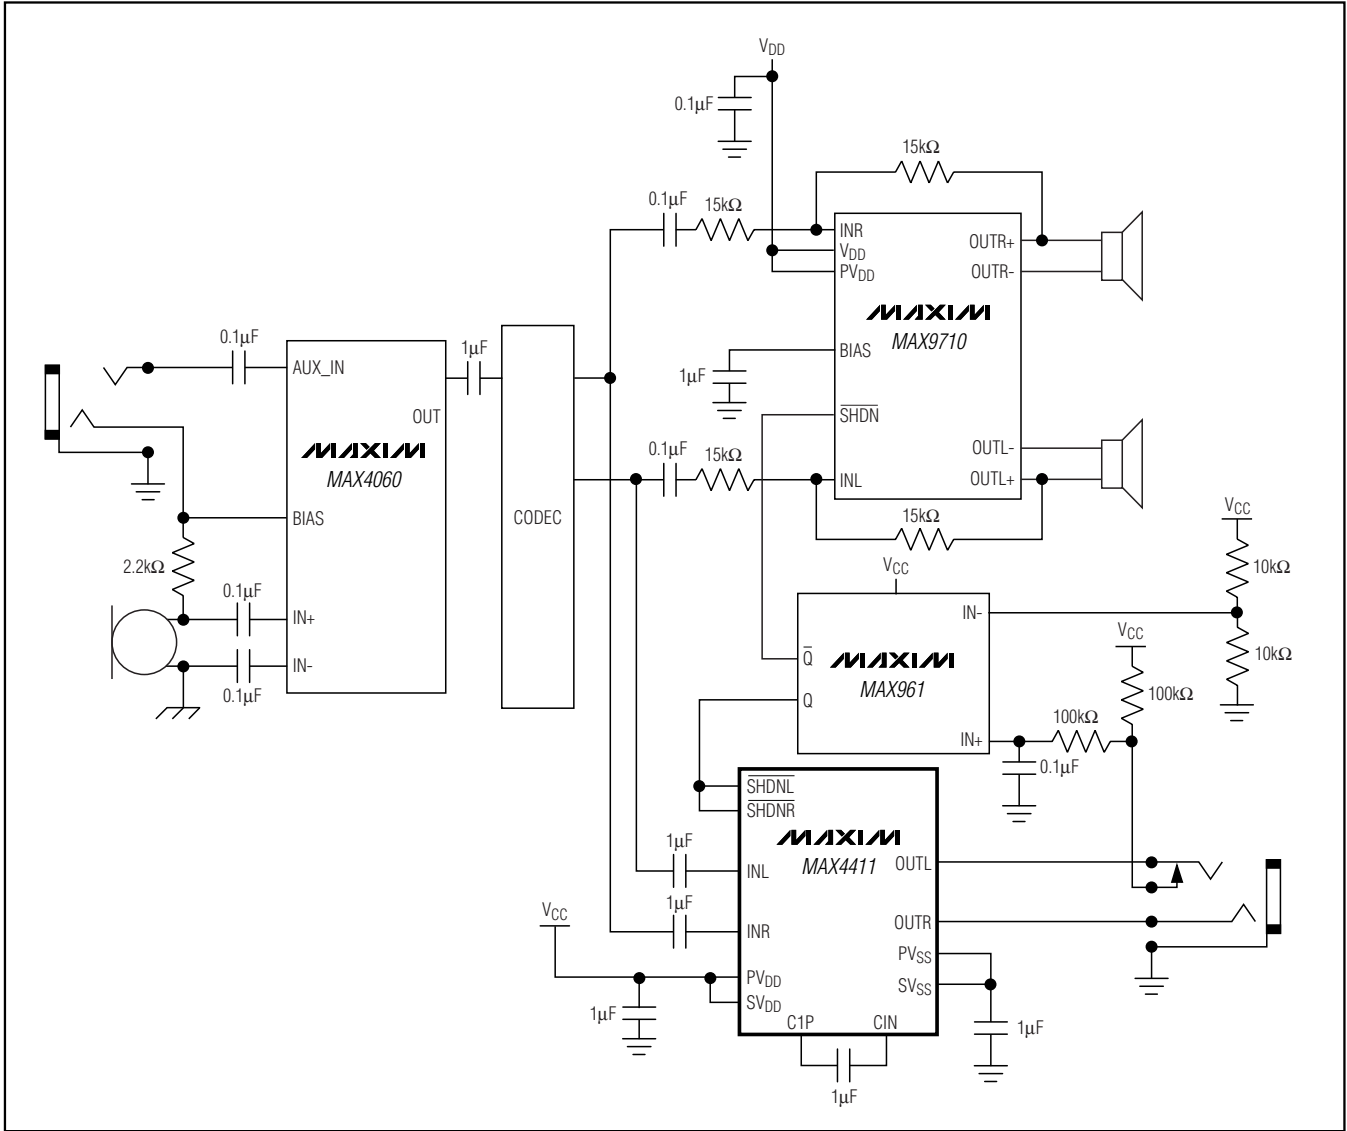 VDD
0.1µF
15kΩ
0.1µF
15kΩ
INR
VDD
PVDD
OUTR+
OUTR-
MAXIM
MAX9710
BIAS
1µF
SHDN
OUTL-
OUTL+
INL
0.1µF
15kΩ
15kΩ
0.1µF
AUX_IN
OUT
1µF
MAXIM
MAX4060
BIAS
2.2kΩ
0.1µF
IN+
IN-
0.1µF
CODEC
VCC
IN-
Q
MAXIM
MAX961
Q
IN+
VCC
10kΩ
10kΩ
VCC
100kΩ
100kΩ
0.1µF
SHDNL
SHDNR
MAXIM
MAX4411
1µF
INL
OUTL
1µF
INR
OUTR
VCC
PVDD
SVDD
PVSS
SVSS
1µF
C1P
CIN
1µF
1µF